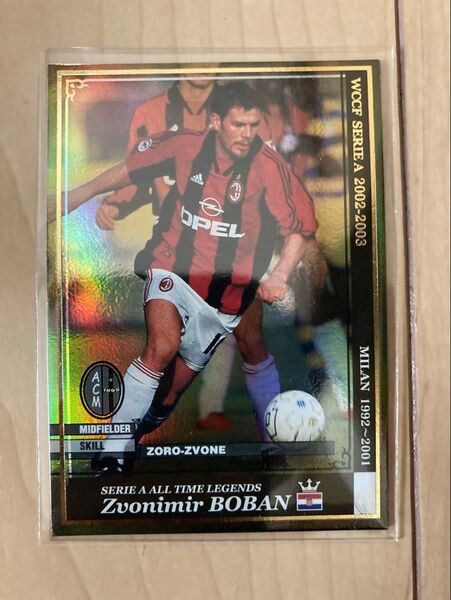 WCCF SERIE A 2002-2003
MILAN 1992~2001
OPEL
ACM
MIDFIELDER
SKILL
ZORO-ZVONE
SERIE A ALL TIME LEGENDS
Zvonimir BOBAN